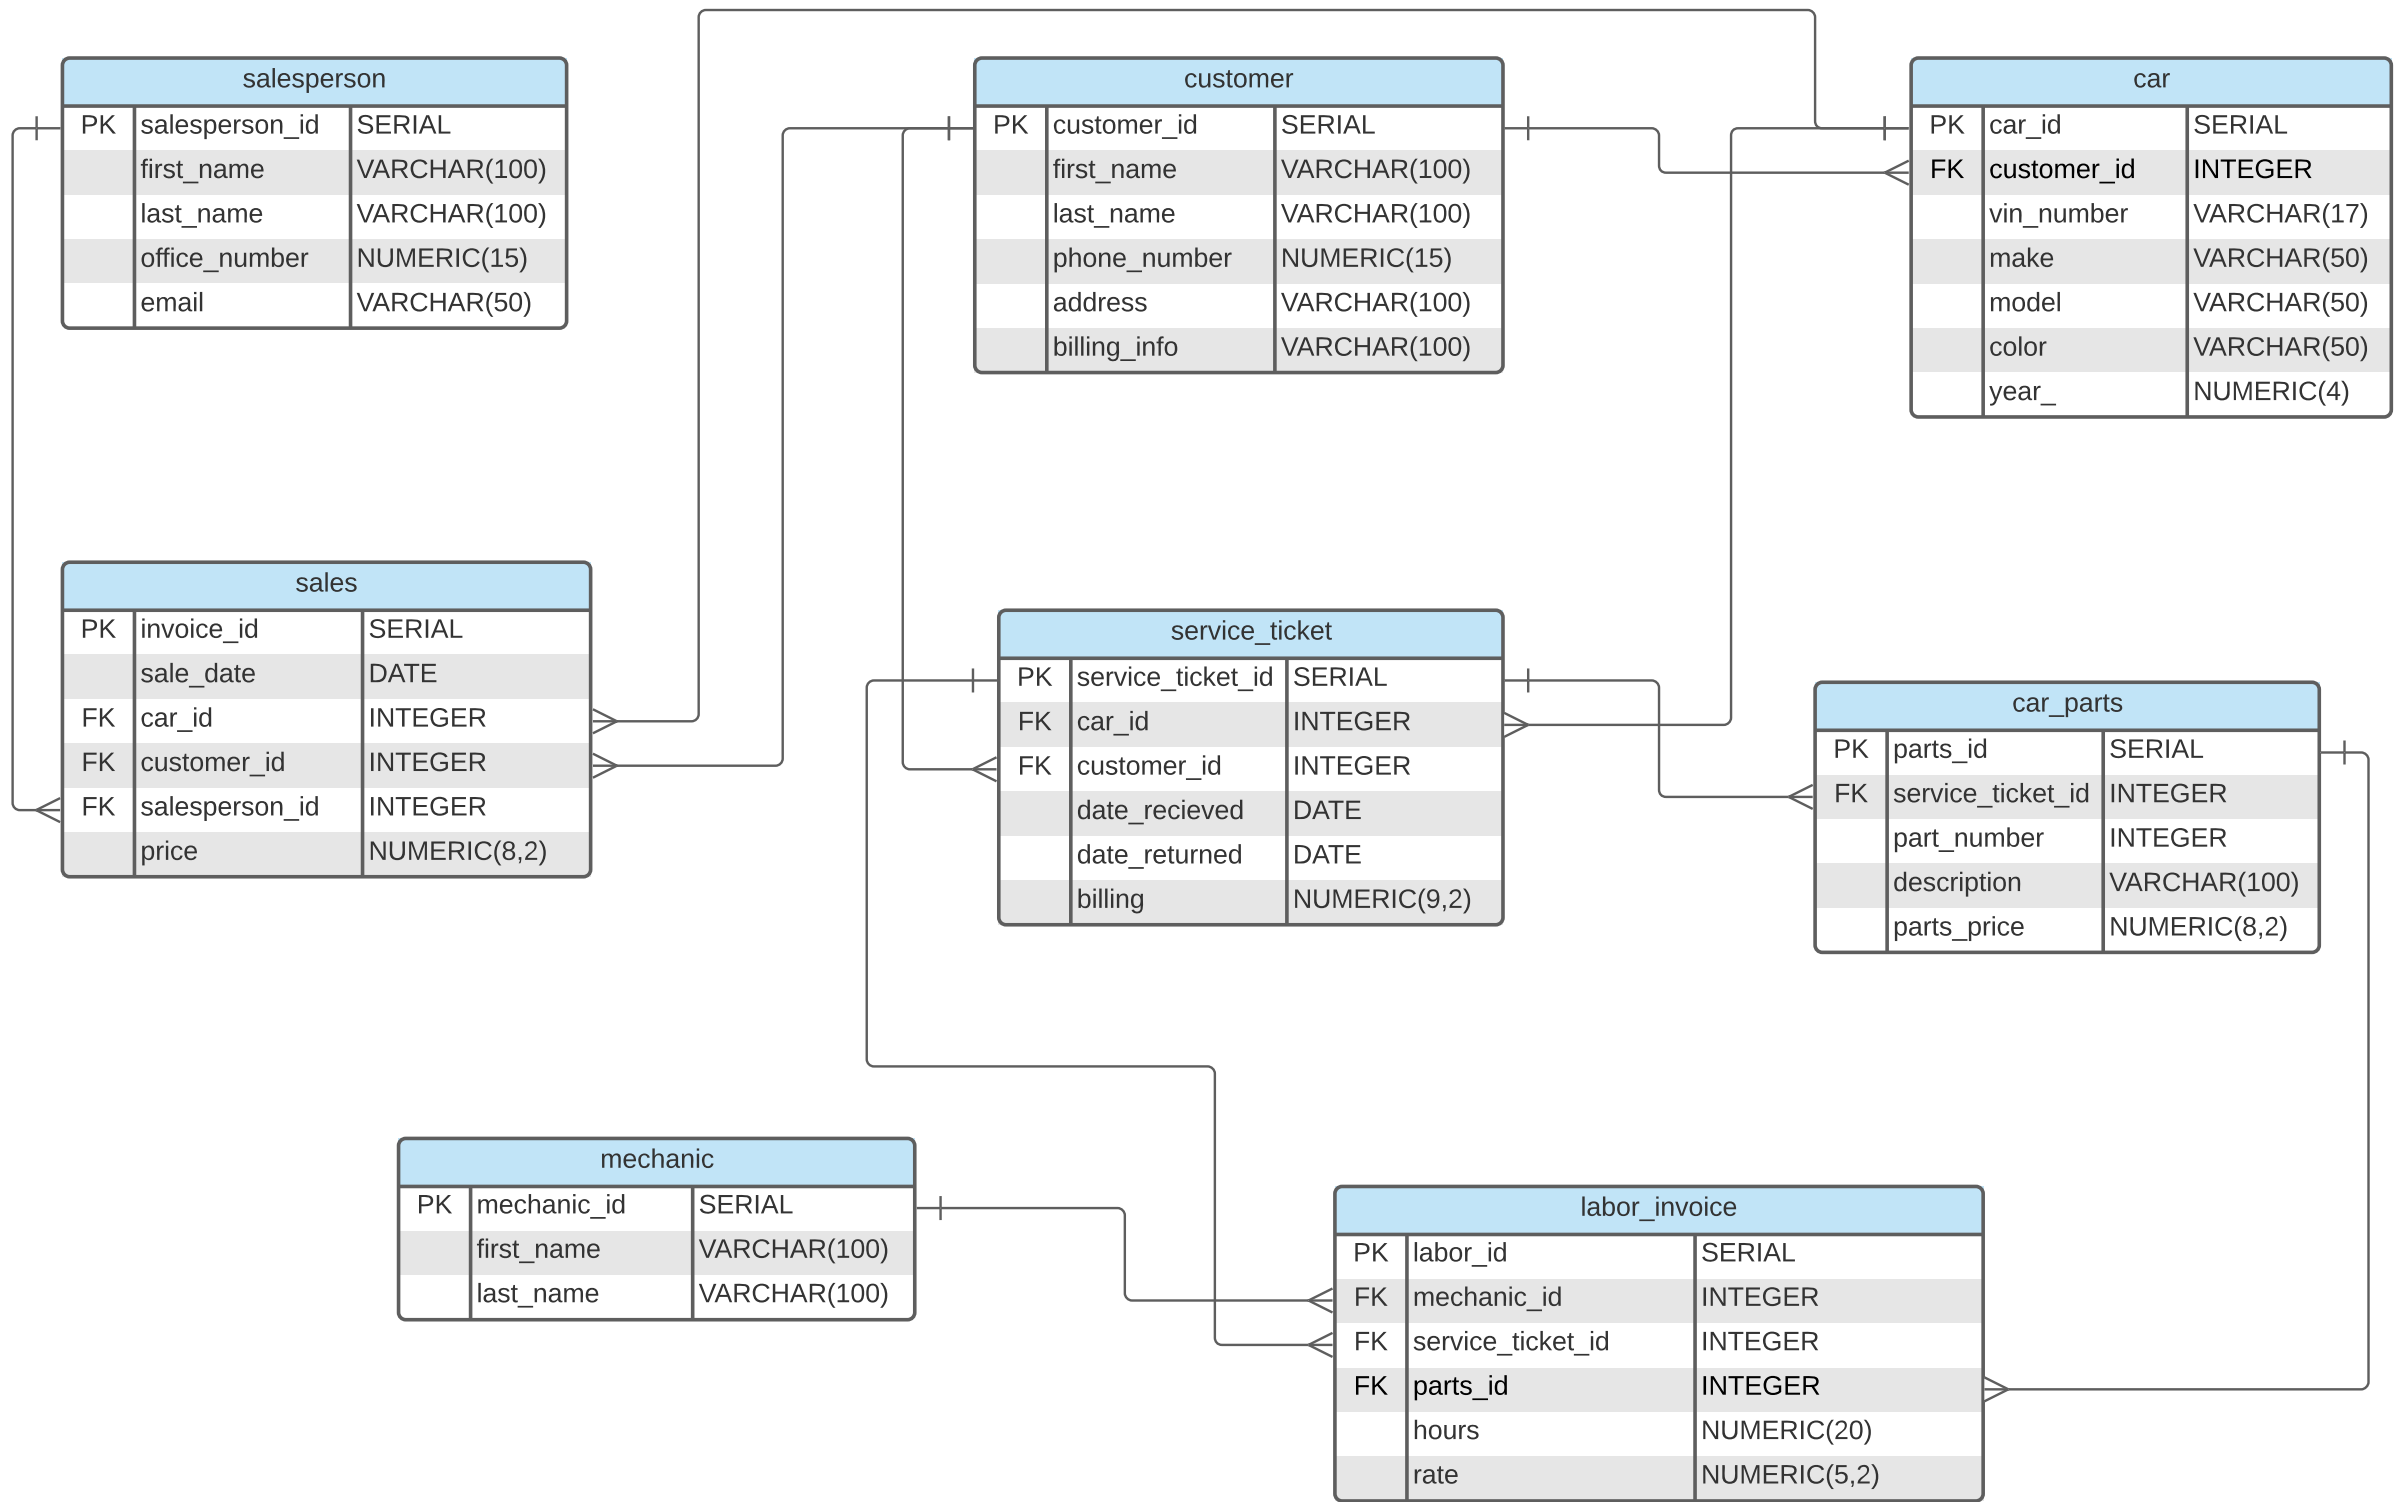 salesperson
PK salesperson_id SERIAL
first_name VARCHAR(100)
last_name VARCHAR(100)
office_number NUMERIC(15)
email VARCHAR(50)
customer
PK customer_id SERIAL
first_name VARCHAR(100)
last_name VARCHAR(100)
phone_number NUMERIC(15)
address VARCHAR(100)
billing_info VARCHAR(100)
car
PK car_id SERIAL
FK customer_id INTEGER
vin_number VARCHAR(17)
make VARCHAR(50)
model VARCHAR(50)
color VARCHAR(50)
year_ NUMERIC(4)
sales
PK invoice_id SERIAL
sale_date DATE
FK car_id INTEGER
FK customer_id INTEGER
FK salesperson_id INTEGER
price NUMERIC(8,2)
service_ticket
PK service_ticket_id SERIAL
FK car_id INTEGER
FK customer_id INTEGER
date_recieved DATE
date_returned DATE
billing NUMERIC(9,2)
car_parts
PK parts_id SERIAL
FK service_ticket_id INTEGER
part_number INTEGER
description VARCHAR(100)
parts_price NUMERIC(8,2)
mechanic
PK mechanic_id SERIAL
first_name VARCHAR(100)
last_name VARCHAR(100)
labor_invoice
PK labor_id SERIAL
FK mechanic_id INTEGER
FK service_ticket_id INTEGER
FK parts_id INTEGER
hours NUMERIC(20)
rate NUMERIC(5,2)